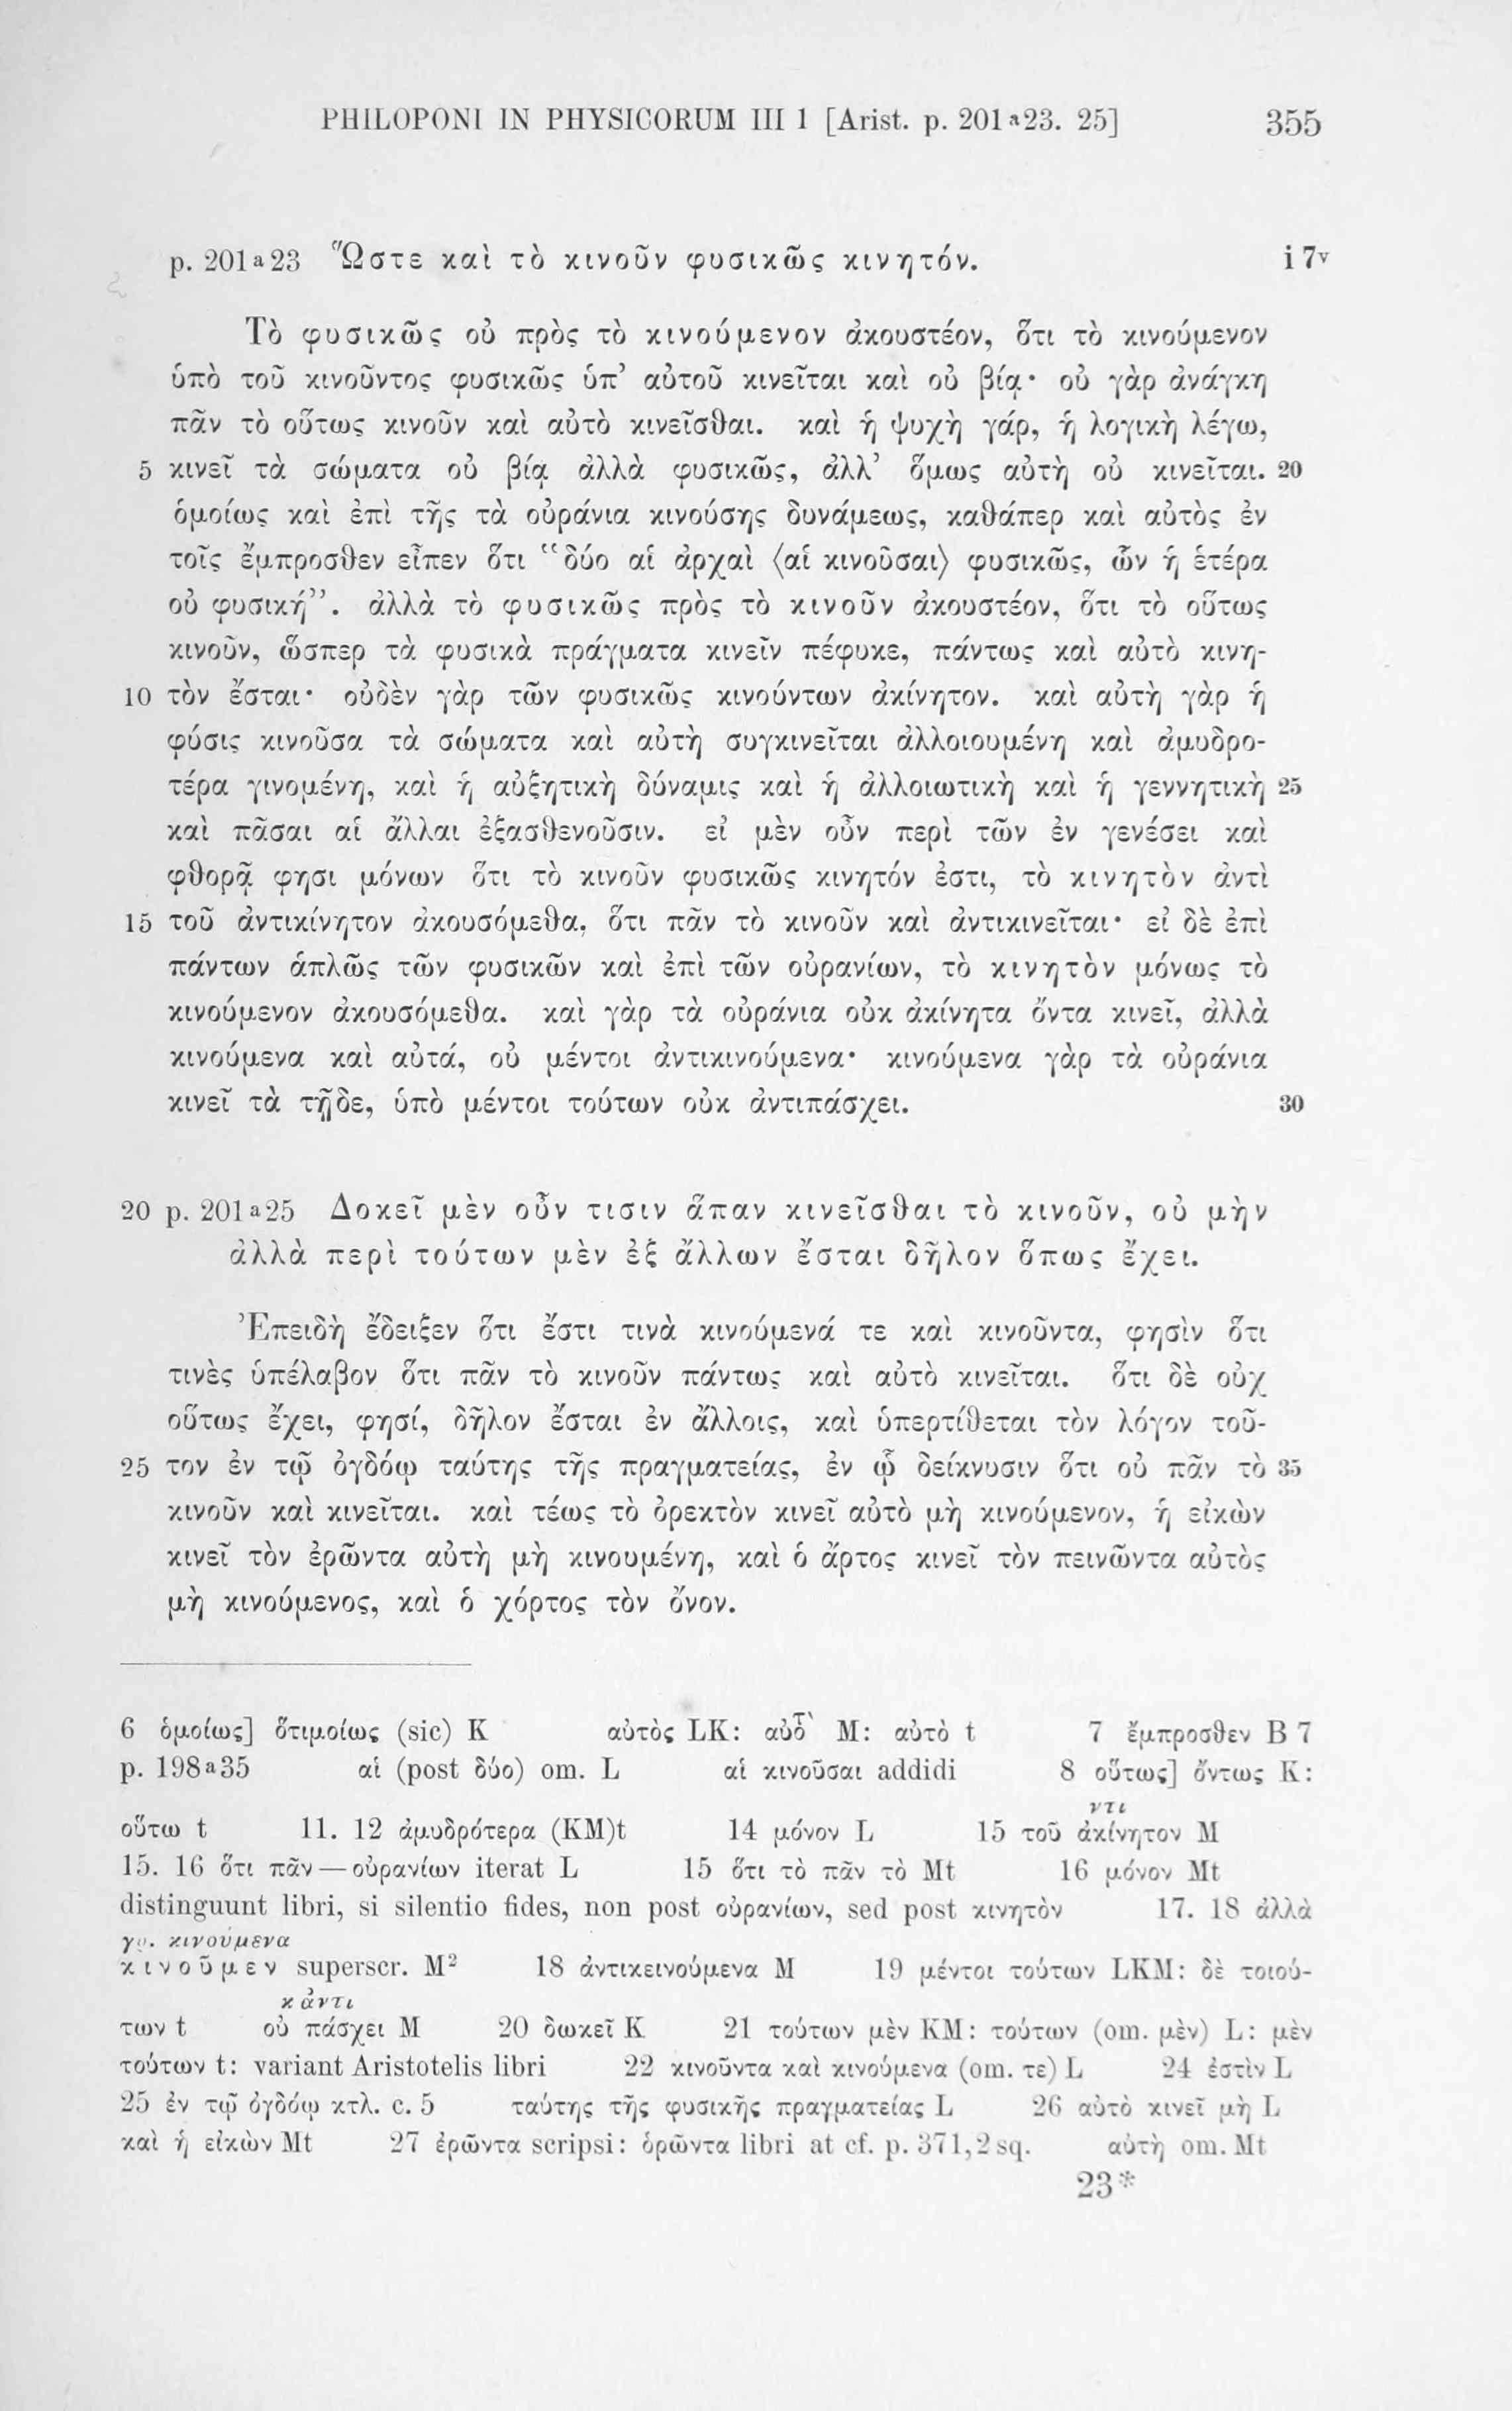 PHILOPONI IN PHYSICORUM III 1 [Arist. p. 201ᵃ23. 25] 355
p. 201ᵃ23 Ὥστε καὶ τὸ κινοῦν φυσικῶς κινητόν. i 7ᵛ
Τὸ φυσικῶς οὐ πρὸς τὸ κινούμενον ἀκουστέον, ὅτι τὸ κινούμενον
ὑπὸ τοῦ κινοῦντος φυσικῶς ὑπ’ αὐτοῦ κινεῖται καὶ οὐ βίᾳ· οὐ γὰρ ἀνάγκη
πᾶν τὸ οὕτως κινοῦν καὶ αὐτὸ κινεῖσθαι. καὶ ἡ ψυχὴ γάρ, ἡ λογικὴ λέγω,
5 κινεῖ τὰ σώματα οὐ βίᾳ ἀλλὰ φυσικῶς, ἀλλ’ ὅμως αὐτὴ οὐ κινεῖται. 20
ὁμοίως καὶ ἐπὶ τῆς τὰ οὐράνια κινούσης δυνάμεως, καθάπερ καὶ αὐτὸς ἐν
τοῖς ἔμπροσθεν εἶπεν ὅτι “δύο αἱ ἀρχαὶ ⟨αἱ κινοῦσαι⟩ φυσικῶς, ὧν ἡ ἑτέρα
οὐ φυσική”. ἀλλὰ τὸ φυσικῶς πρὸς τὸ κινοῦν ἀκουστέον, ὅτι τὸ οὕτως
κινοῦν, ὥσπερ τὰ φυσικὰ πράγματα κινεῖν πέφυκε, πάντως καὶ αὐτὸ κινη-
10 τὸν ἔσται· οὐδὲν γὰρ τῶν φυσικῶς κινούντων ἀκίνητον. καὶ αὐτὴ γὰρ ἡ
φύσις κινοῦσα τὰ σώματα καὶ αὐτὴ συγκινεῖται ἀλλοιουμένη καὶ ἀμυδρο-
τέρα γινομένη, καὶ ἡ αὐξητικὴ δύναμις καὶ ἡ ἀλλοιωτικὴ καὶ ἡ γεννητικὴ 25
καὶ πᾶσαι αἱ ἄλλαι ἐξασθενοῦσιν. εἰ μὲν οὖν περὶ τῶν ἐν γενέσει καὶ
φθορᾷ φησι μόνων ὅτι τὸ κινοῦν φυσικῶς κινητόν ἐστι, τὸ κινητὸν ἀντὶ
15 τοῦ ἀντικίνητον ἀκουσόμεθα, ὅτι πᾶν τὸ κινοῦν καὶ ἀντικινεῖται· εἰ δὲ ἐπὶ
πάντων ἁπλῶς τῶν φυσικῶν καὶ ἐπὶ τῶν οὐρανίων, τὸ κινητὸν μόνως τὸ
κινούμενον ἀκουσόμεθα. καὶ γὰρ τὰ οὐράνια οὐκ ἀκίνητα ὄντα κινεῖ, ἀλλὰ
κινούμενα καὶ αὐτά, οὐ μέντοι ἀντικινούμενα· κινούμενα γὰρ τὰ οὐράνια
κινεῖ τὰ τῇδε, ὑπὸ μέντοι τούτων οὐκ ἀντιπάσχει. 30
20 p. 201ᵃ25 Δοκεῖ μὲν οὖν τισιν ἅπαν κινεῖσθαι τὸ κινοῦν, οὐ μὴν
ἀλλὰ περὶ τούτων μὲν ἐξ ἄλλων ἔσται δῆλον ὅπως ἔχει.
Ἐπειδὴ ἔδειξεν ὅτι ἔστι τινὰ κινούμενά τε καὶ κινοῦντα, φησὶν ὅτι
τινὲς ὑπέλαβον ὅτι πᾶν τὸ κινοῦν πάντως καὶ αὐτὸ κινεῖται. ὅτι δὲ οὐχ
οὕτως ἔχει, φησί, δῆλον ἔσται ἐν ἄλλοις, καὶ ὑπερτίθεται τὸν λόγον τοῦ-
25 τον ἐν τῷ ὀγδόῳ ταύτης τῆς πραγματείας, ἐν ᾧ δείκνυσιν ὅτι οὐ πᾶν τὸ 35
κινοῦν καὶ κινεῖται. καὶ τέως τὸ ὀρεκτὸν κινεῖ αὐτὸ μὴ κινούμενον, ἡ εἰκὼν
κινεῖ τὸν ἐρῶντα αὐτὴ μὴ κινουμένη, καὶ ὁ ἄρτος κινεῖ τὸν πεινῶντα αὐτὸς
μὴ κινούμενος, καὶ ὁ χόρτος τὸν ὄνον.
6 ὁμοίως] ὅτιμοίως (sic) K αὐτὸς LK: αὐο̅τ̀ M: αὐτὸ t 7 ἔμπροσθεν B 7
p. 198ᵃ35 αἱ (post δύο) om. L αἱ κινοῦσαι addidi 8 οὕτως] ὄντως K:
ντι
οὕτω t 11. 12 ἀμυδρότερα (KM)t 14 μόνον L 15 τοῦ ἀκίνητον M
15. 16 ὅτι πᾶν — οὐρανίων iterat L 15 ὅτι τὸ πᾶν τὸ Mt 16 μόνον Mt
distinguunt libri, si silentio fides, non post οὐρανίων, sed post κινητὸν 17. 18 ἀλλὰ
γρ. κινούμενα
κινοῦμεν superscr. M² 18 ἀντικεινούμενα M 19 μέντοι τούτων LKM: δὲ τοιού-
κἀντι
των t οὐ πάσχει M 20 δωκεῖ K 21 τούτων μὲν KM: τούτων (om. μὲν) L: μὲν
τούτων t: variant Aristotelis libri 22 κινοῦντα καὶ κινούμενα (om. τε) L 24 ἐστὶν L
25 ἐν τῷ ὀγδόῳ κτλ. c. 5 ταύτης τῆς φυσικῆς πραγματείας L 26 αὐτὸ κινεῖ μὴ L
καὶ ἡ εἰκὼν Mt 27 ἐρῶντα scripsi: ὁρῶντα libri at cf. p. 371,2 sq. αὐτὴ om. Mt
23*